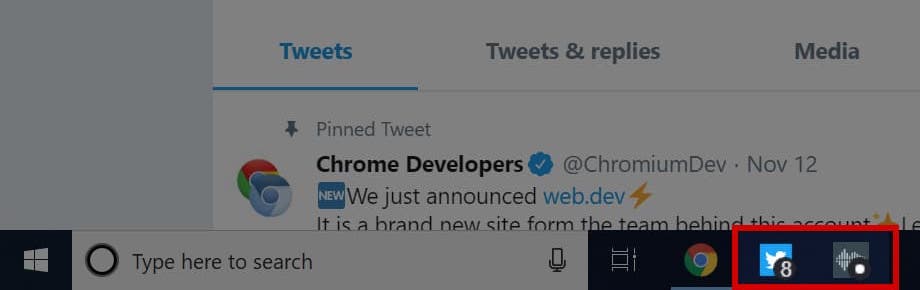 Tweets Tweets & replies Media
Pinned Tweet
Chrome Developers @ChromiumDev · Nov 12
NEW We just announced web.dev⚡
It is a brand new site form the team behind this account✨Le
Type here to search
8